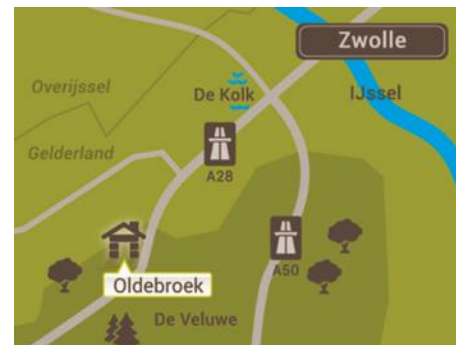 Zwolle
Overijssel
De Kolk
IJssel
Gelderland
A28
A50
Oldebroek
De Veluwe